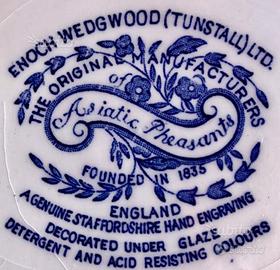 ENOCH WEDGWOOD (TUNSTALL) LTD.
THE ORIGINAL MANUFACTURERS
of
Asiatic Pheasants
FOUNDED IN 1835
ENGLAND
A GENUINE STAFFORDSHIRE HAND ENGRAVING
DECORATED UNDER GLAZE
DETERGENT AND ACID RESISTING COLOURS